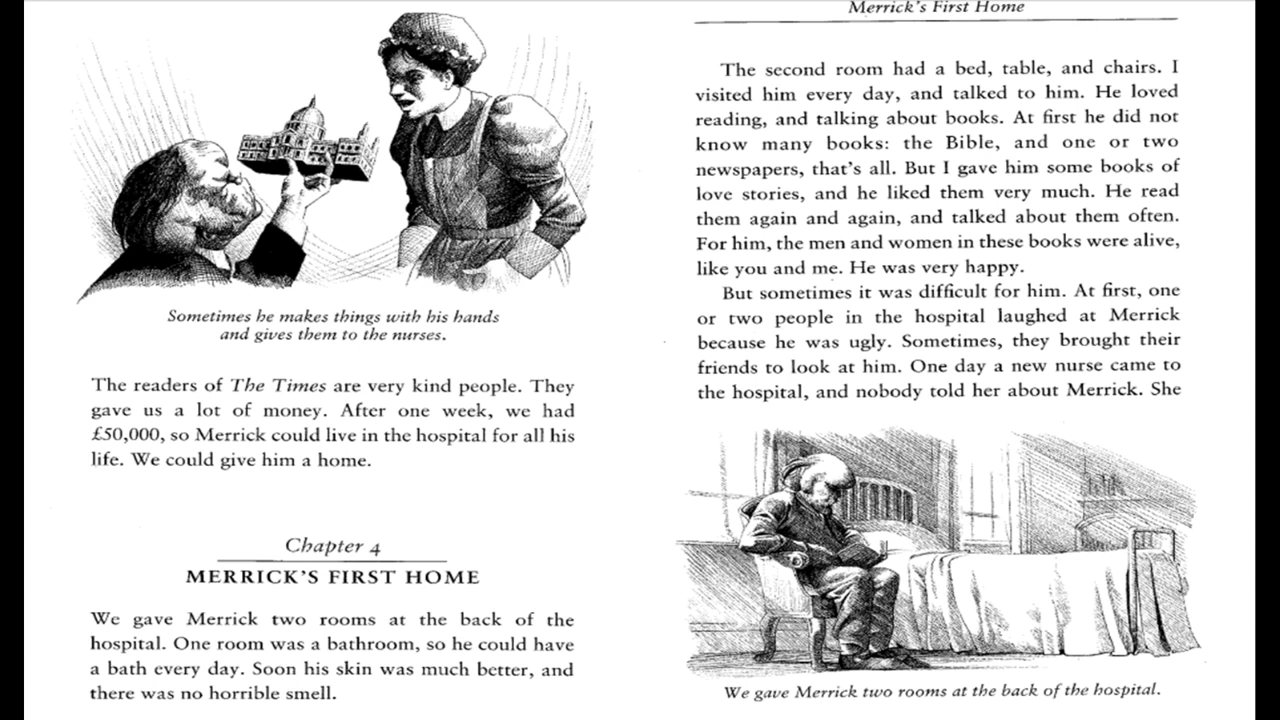 Sometimes he makes things with his hands
and gives them to the nurses.
The readers of The Times are very kind people. They
gave us a lot of money. After one week, we had
£50,000, so Merrick could live in the hospital for all his
life. We could give him a home.
Chapter 4
MERRICK'S FIRST HOME
We gave Merrick two rooms at the back of the
hospital. One room was a bathroom, so he could have
a bath every day. Soon his skin was much better, and
there was no horrible smell.
Merrick's First Home
The second room had a bed, table, and chairs. I
visited him every day, and talked to him. He loved
reading, and talking about books. At first he did not
know many books: the Bible, and one or two
newspapers, that's all. But I gave him some books of
love stories, and he liked them very much. He read
them again and again, and talked about them often.
For him, the men and women in these books were alive,
like you and me. He was very happy.
But sometimes it was difficult for him. At first, one
or two people in the hospital laughed at Merrick
because he was ugly. Sometimes, they brought their
friends to look at him. One day a new nurse came to
the hospital, and nobody told her about Merrick. She
We gave Merrick two rooms at the back of the hospital.